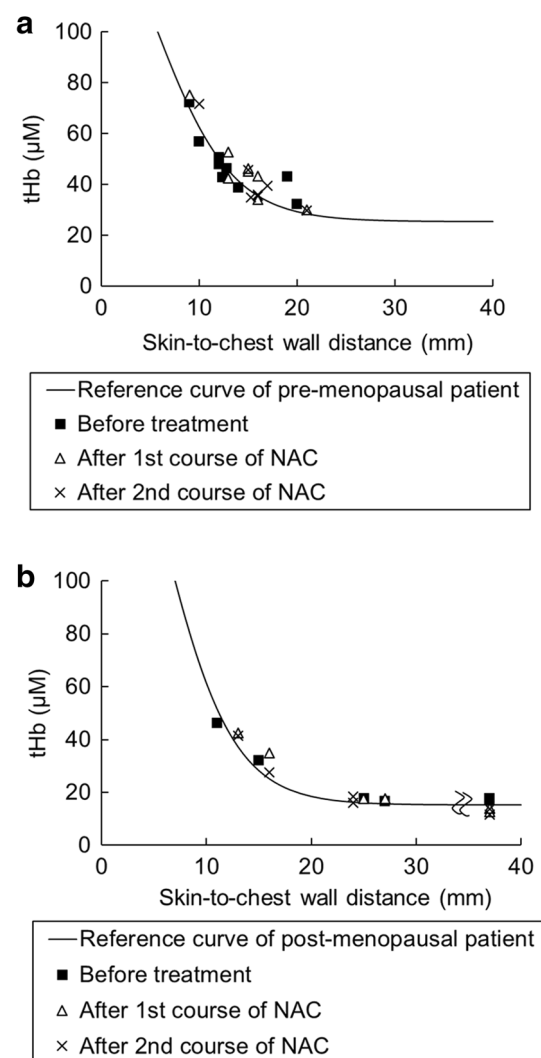 a
100
80
60
40
20
0
tHb (μM)
0 10 20 30 40
Skin-to-chest wall distance (mm)
Reference curve of pre-menopausal patient
Before treatment
After 1st course of NAC
After 2nd course of NAC
b
100
80
60
40
20
0
tHb (μM)
0 10 20 30 40
Skin-to-chest wall distance (mm)
Reference curve of post-menopausal patient
Before treatment
After 1st course of NAC
After 2nd course of NAC